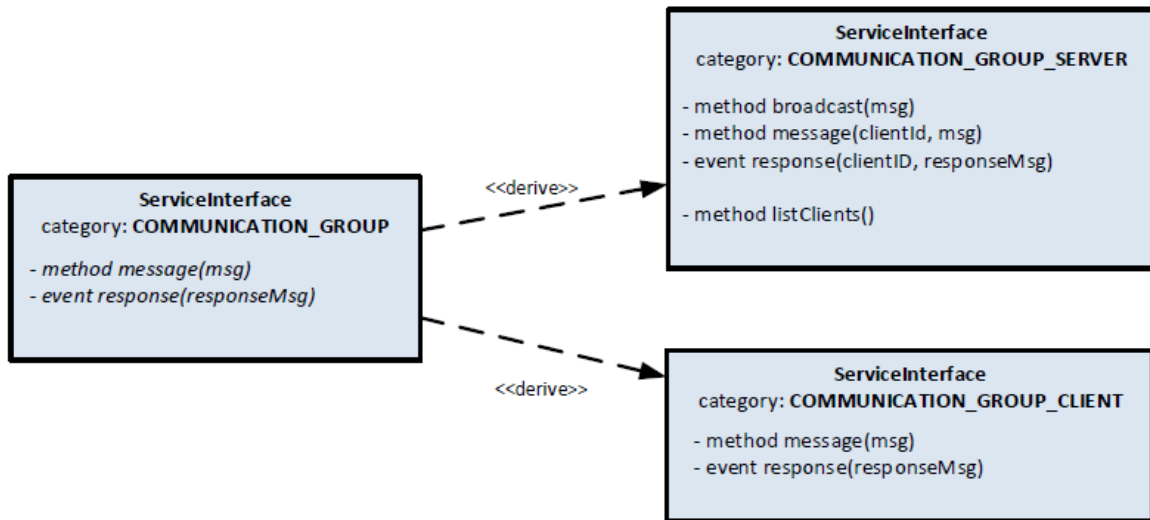 ServiceInterface
category: COMMUNICATION_GROUP_SERVER
- method broadcast(msg)
- method message(clientId, msg)
- event response(clientID, responseMsg)
- method listClients()
<<derive>>
ServiceInterface
category: COMMUNICATION_GROUP
- method message(msg)
- event response(responseMsg)
<<derive>>
ServiceInterface
category: COMMUNICATION_GROUP_CLIENT
- method message(msg)
- event response(responseMsg)